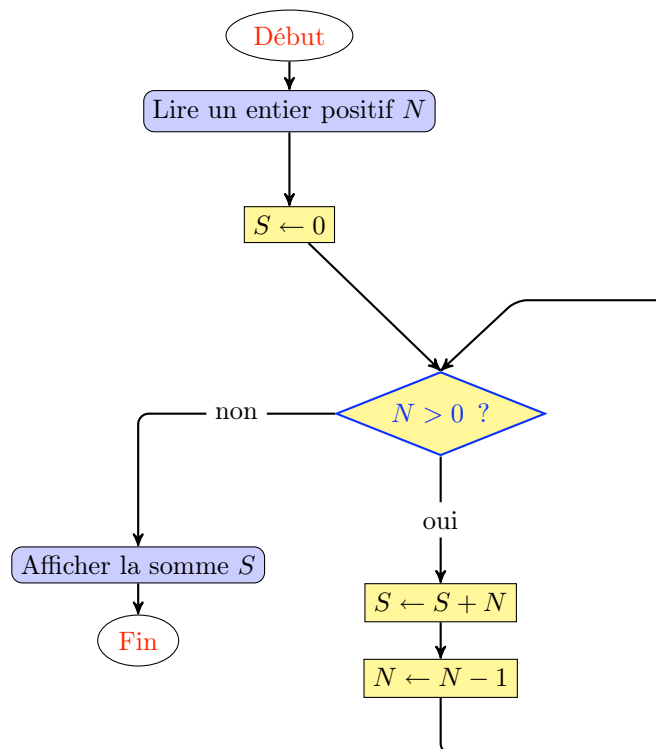 Début
Lire un entier positif N
S ← 0
N > 0 ?
non
oui
Afficher la somme S
S ← S + N
Fin
N ← N − 1